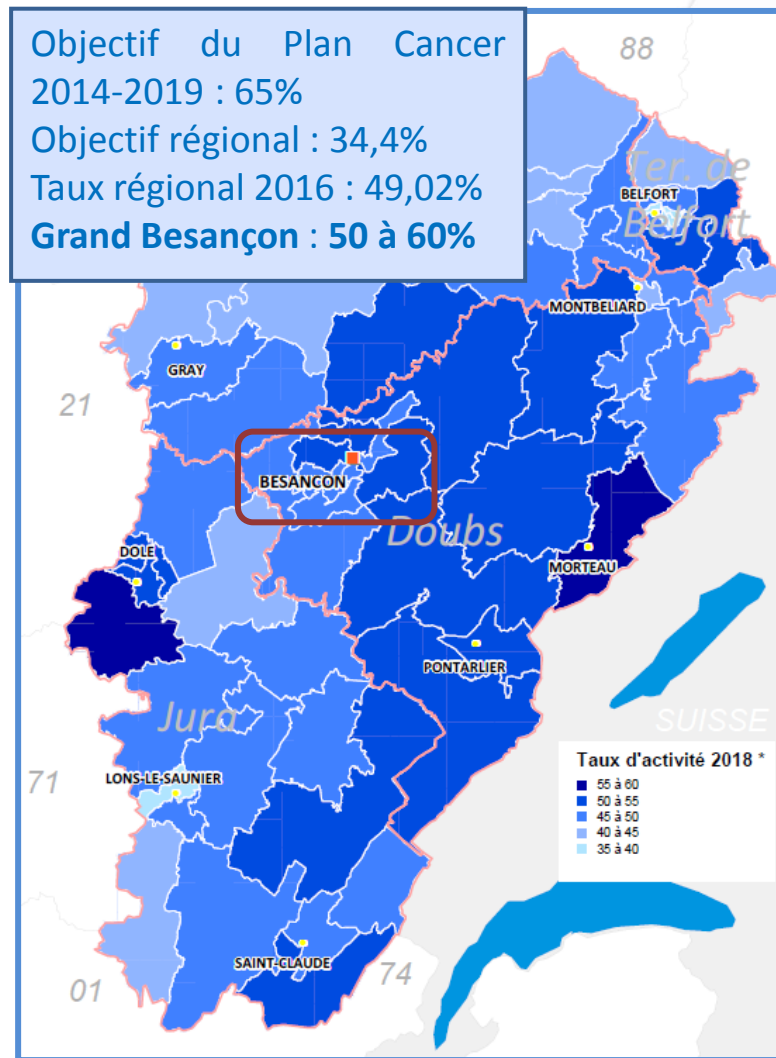 Objectif du Plan Cancer
2014-2019 : 65%
Objectif régional : 34,4%
Taux régional 2016 : 49,02%
Grand Besançon : 50 à 60%
88
Ter. de
BELFORT
Belfort
MONTBELIARD
GRAY
21
BESANCON
Doubs
DOLE
MORTEAU
PONTARLIER
Jura
SUISSE
LONS-LE-SAUNIER
71
Taux d'activité 2018 *
55 à 60
50 à 55
45 à 50
40 à 45
35 à 40
SAINT-CLAUDE
74
01